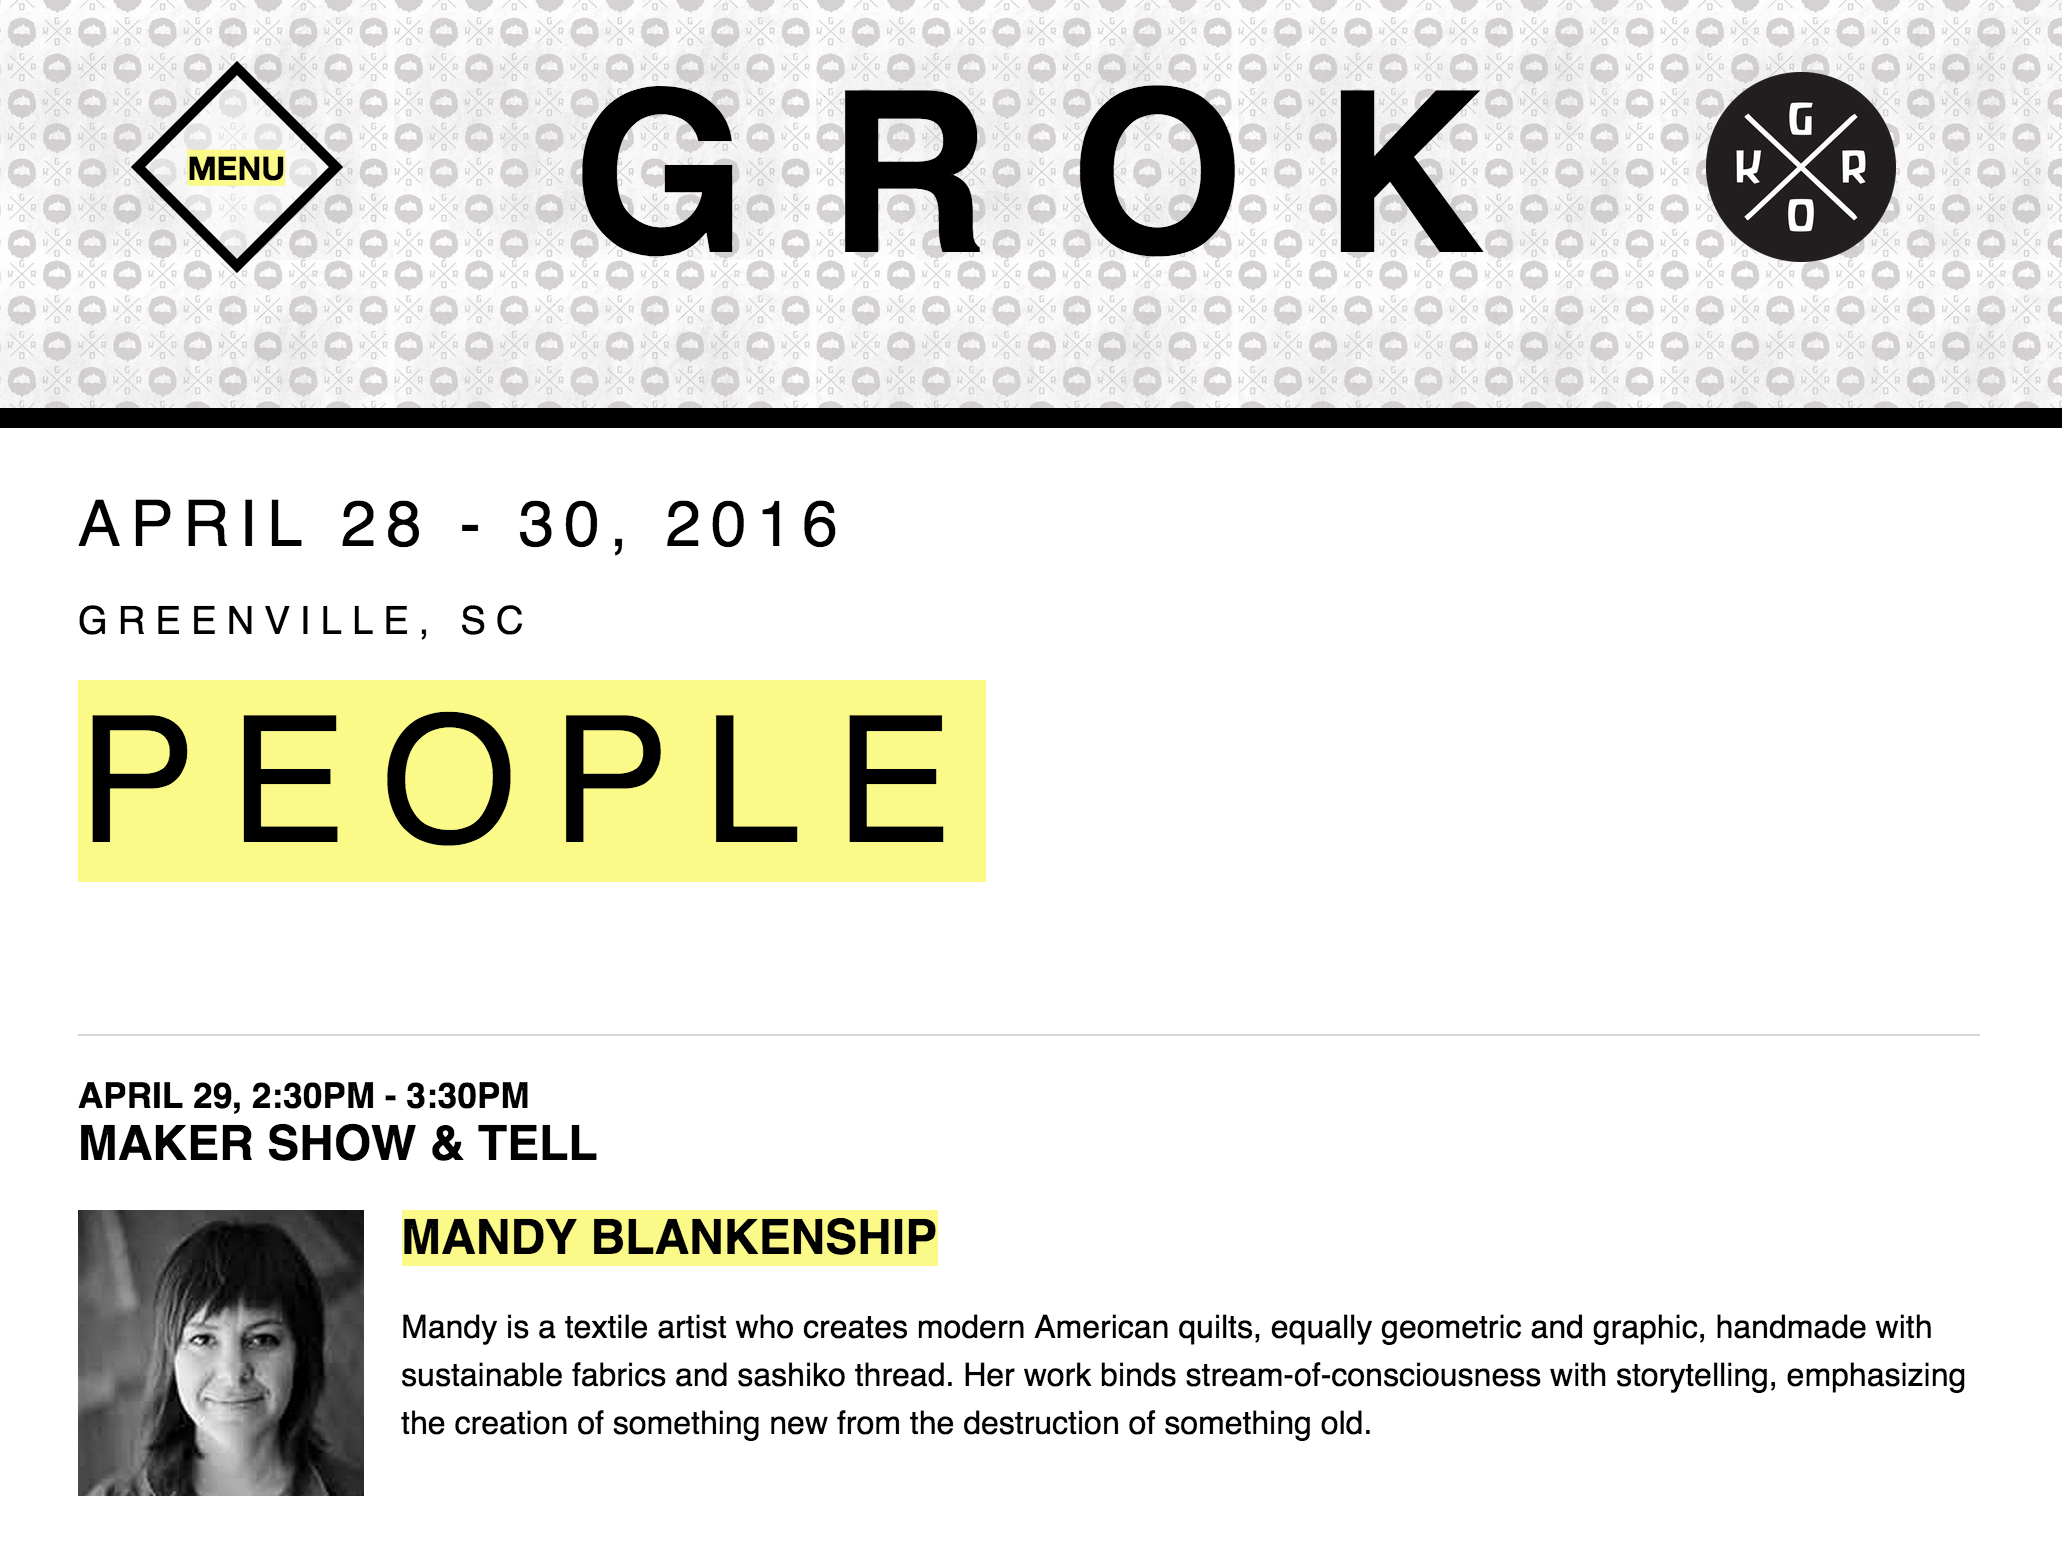 MENU
GROK
G
K R
O
APRIL 28 - 30, 2016
GREENVILLE, SC
PEOPLE
APRIL 29, 2:30PM - 3:30PM
MAKER SHOW & TELL
MANDY BLANKENSHIP
Mandy is a textile artist who creates modern American quilts, equally geometric and graphic, handmade with
sustainable fabrics and sashiko thread. Her work binds stream-of-consciousness with storytelling, emphasizing
the creation of something new from the destruction of something old.